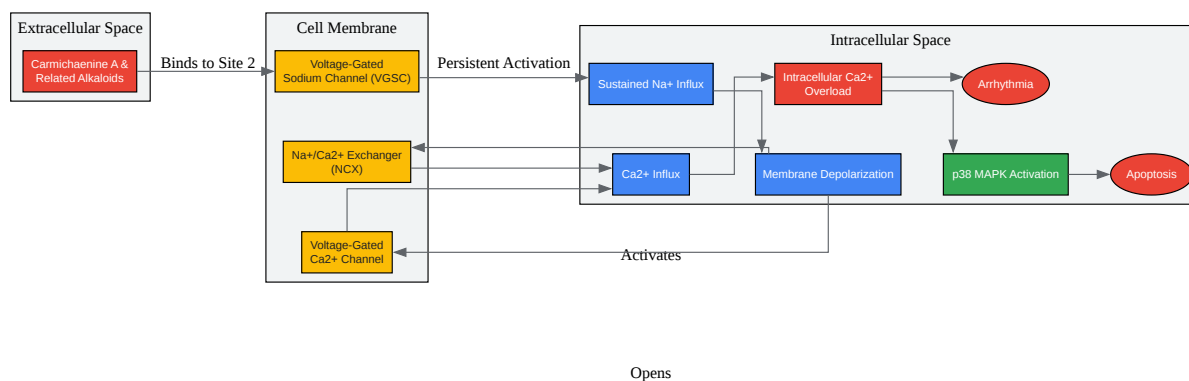 Extracellular Space
Carmichaenine A &
Related Alkaloids
Binds to Site 2
Cell Membrane
Voltage-Gated
Sodium Channel (VGSC)
Persistent Activation
Na+/Ca2+ Exchanger
(NCX)
Voltage-Gated
Ca2+ Channel
Intracellular Space
Sustained Na+ Influx
Intracellular Ca2+
Overload
Arrhythmia
Ca2+ Influx
Membrane Depolarization
p38 MAPK Activation
Apoptosis
Activates
Opens